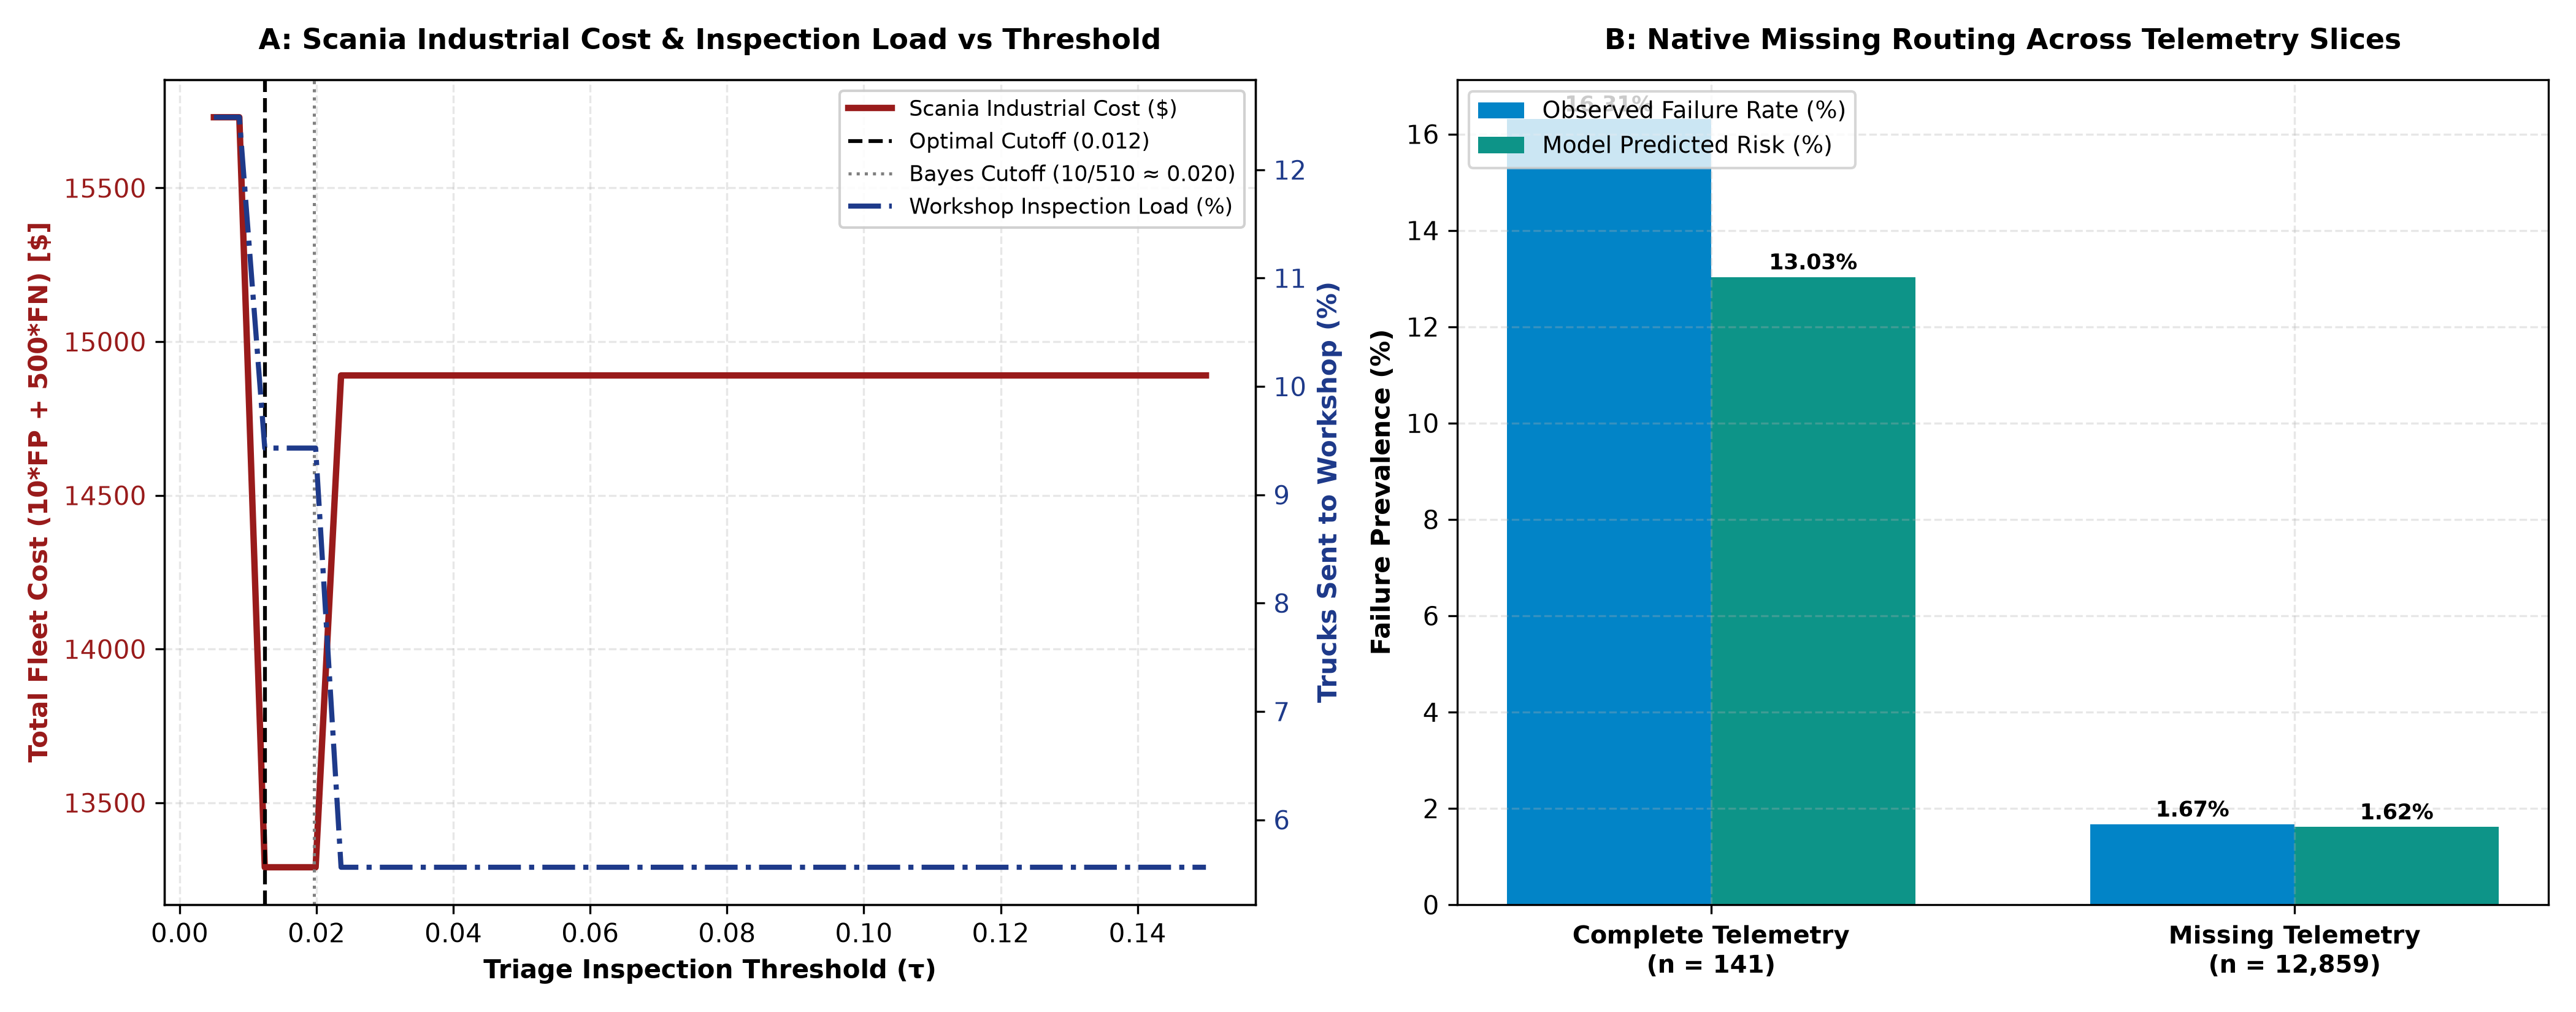 A: Scania Industrial Cost & Inspection Load vs Threshold
Total Fleet Cost (10*FP + 500*FN) [$]
15500
15000
14500
14000
13500
Scania Industrial Cost ($)
Optimal Cutoff (0.012)
Bayes Cutoff (10/510 ≈ 0.020)
Workshop Inspection Load (%)
12
11
10
9
8
7
6
Trucks Sent to Workshop (%)
0.00 0.02 0.04 0.06 0.08 0.10 0.12 0.14
Triage Inspection Threshold (τ)
B: Native Missing Routing Across Telemetry Slices
Failure Prevalence (%)
16
14
12
10
8
6
4
2
0
16.31%
Observed Failure Rate (%)
Model Predicted Risk (%)
13.03%
1.67%
1.62%
Complete Telemetry
(n = 141)
Missing Telemetry
(n = 12,859)